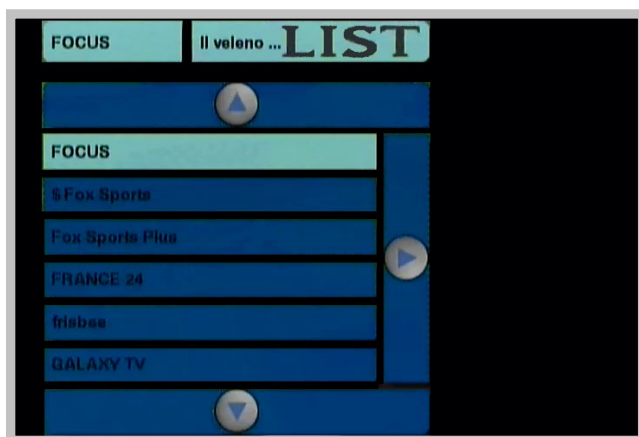 FOCUS Il veleno ... LIST
FOCUS
$Fox Sports
Fox Sports Plus
FRANCE 24
frisbee
GALAXY TV